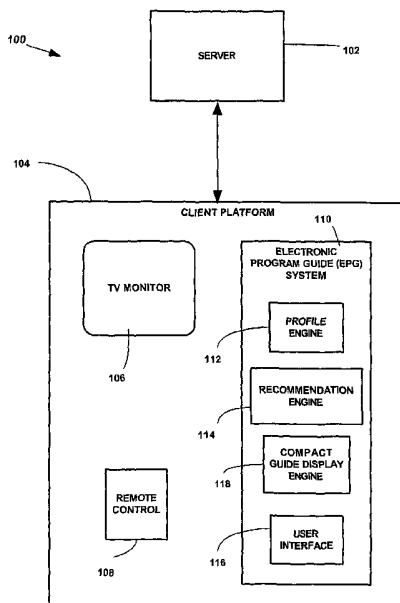 100
SERVER
102
104
CLIENT PLATFORM
110
TV MONITOR
106
ELECTRONIC
PROGRAM GUIDE (EPG)
SYSTEM
PROFILE
ENGINE
112
RECOMMENDATION
ENGINE
114
COMPACT
GUIDE DISPLAY
ENGINE
118
REMOTE
CONTROL
108
USER
INTERFACE
116